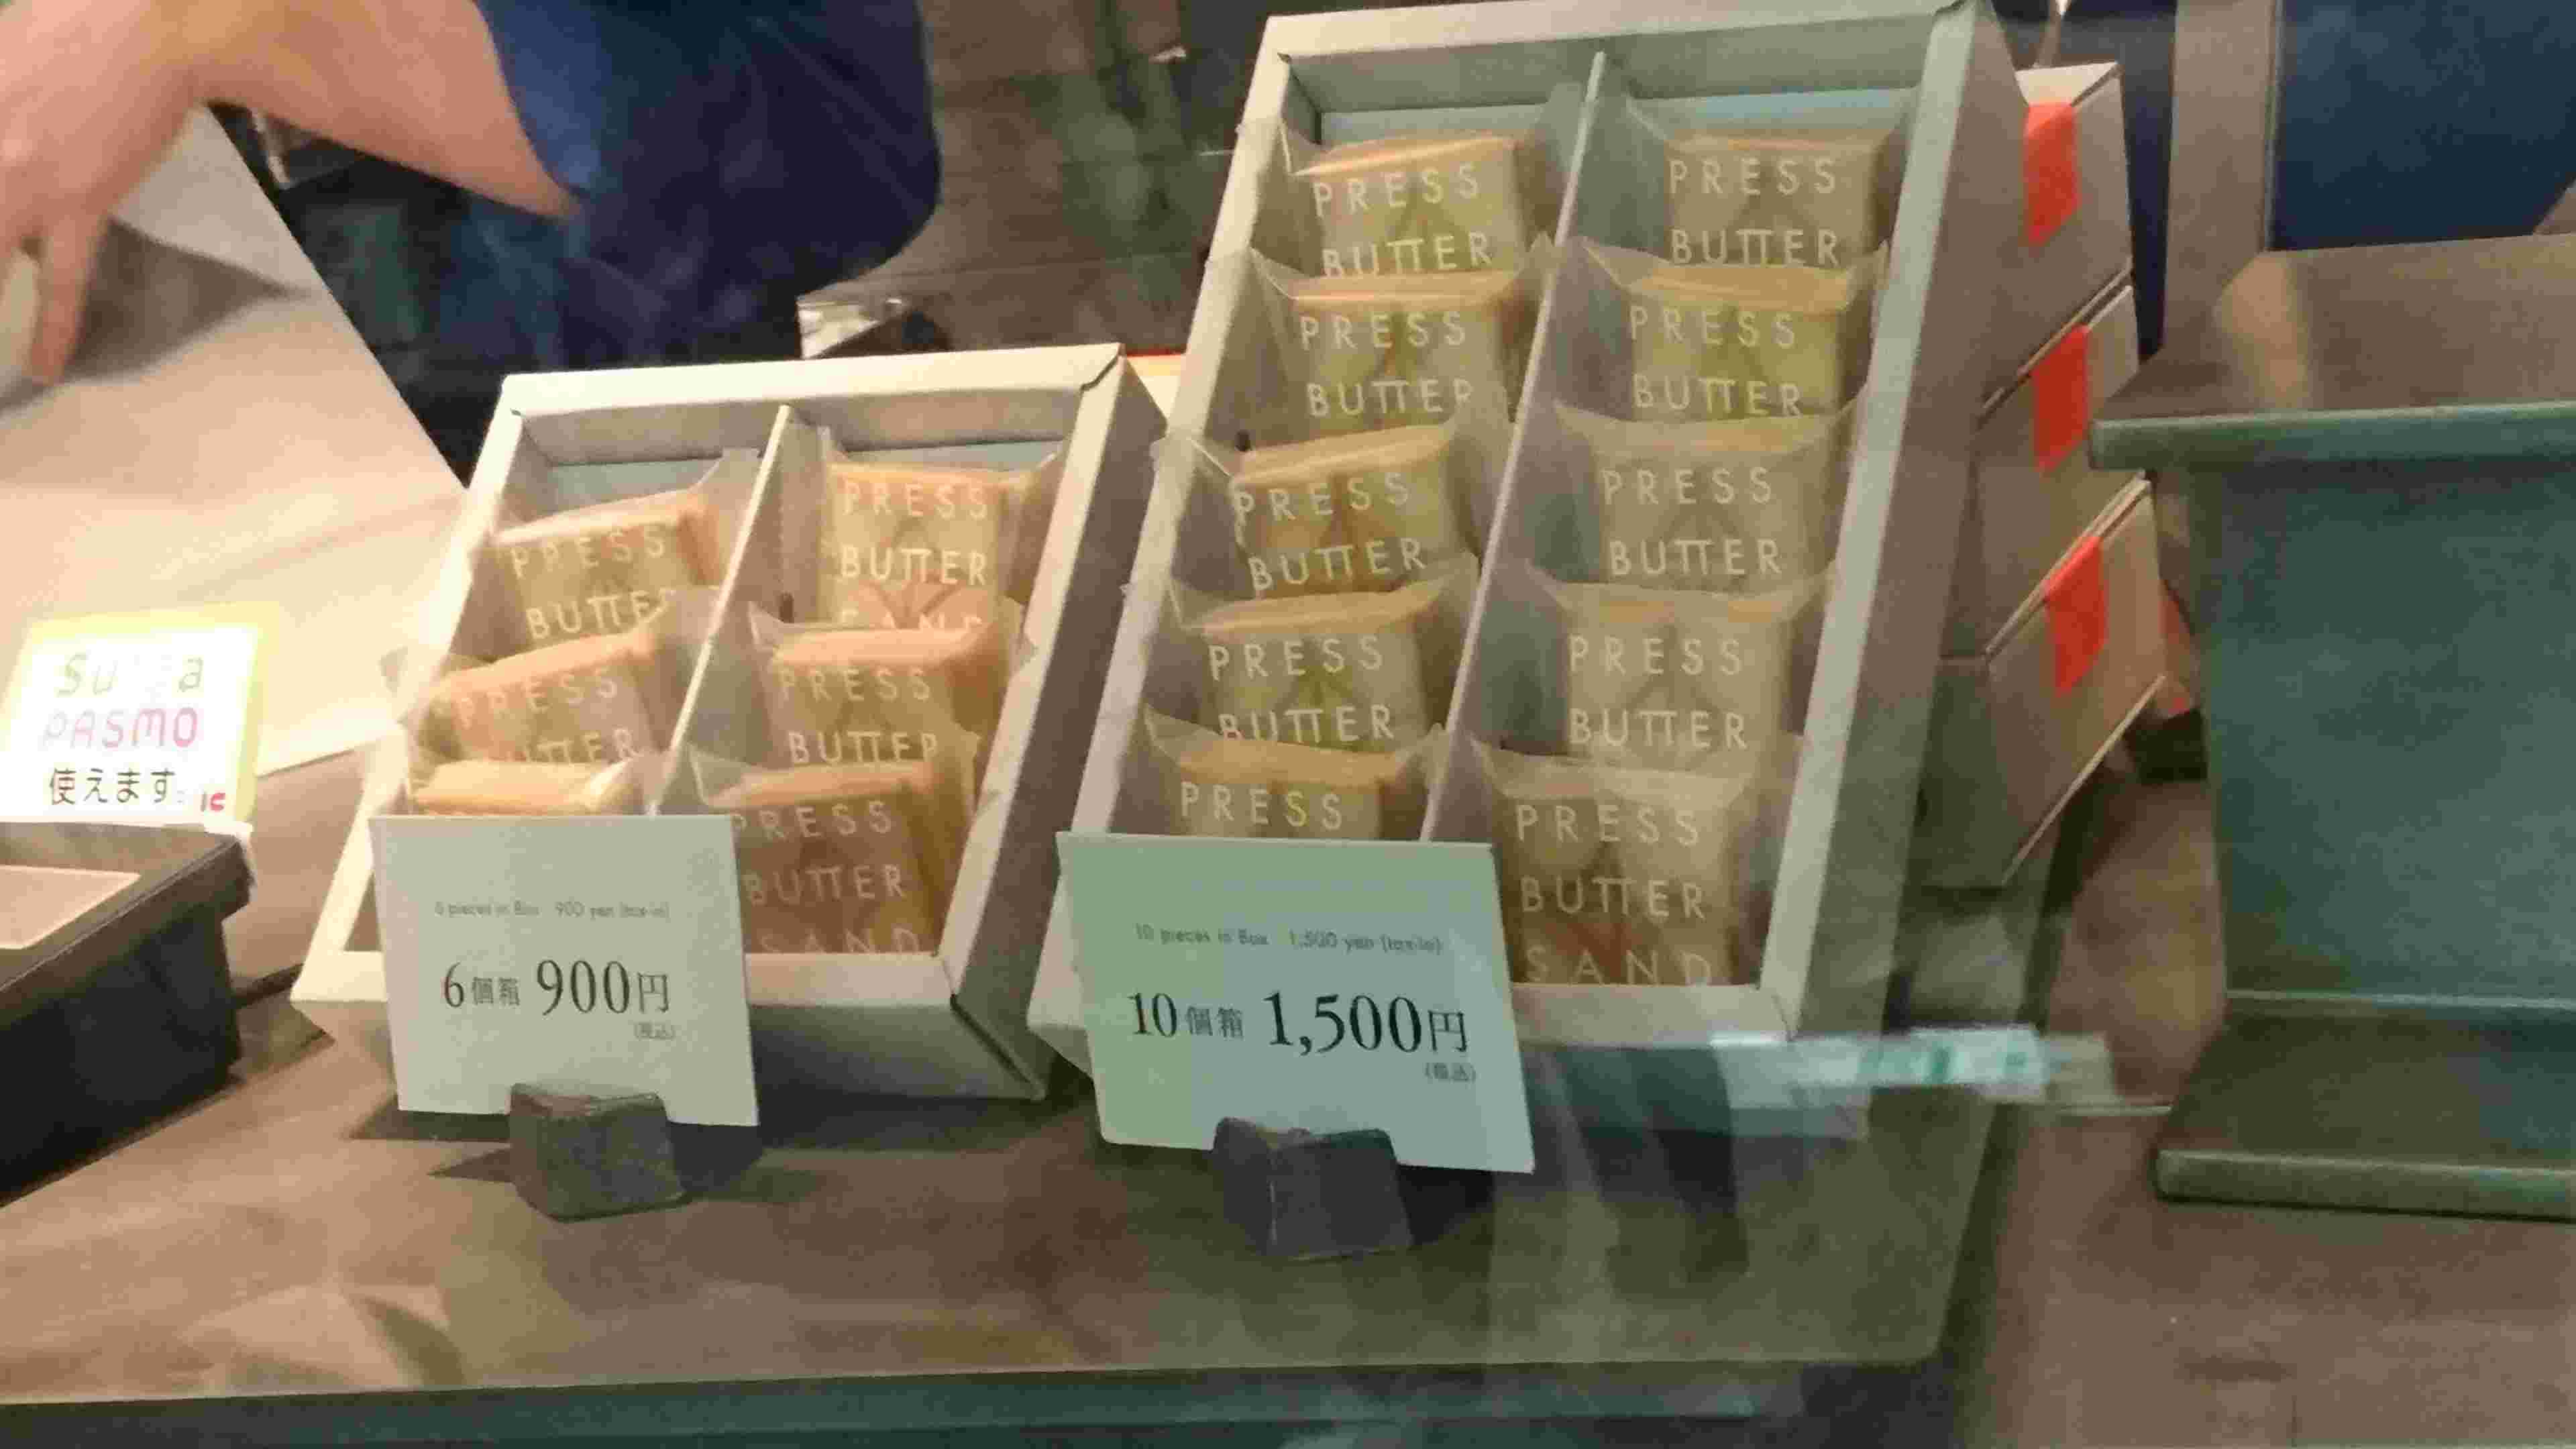 PRESS
BUTTER
PRESS
BUTTER
PRESS
BUTTER
PRESS
BUTTER
PRESS
BUTTER
PRESS
BUTTER
PRESS
BUTTER
PRESS
BUTTER
PRESS
PRESS
BUTTER
SAND
PRESS
PRESS
BUTTER
SAND
PRESS
PRESS
BUTTER
PRESS
BUTTER
SAND
PASMO
使えます。
6 pieces in Box 900 yen (tax-in)
6個箱 900円
(税込)
10 pieces in Box 1,500 yen (tax-in)
10個箱 1,500円
(税込)